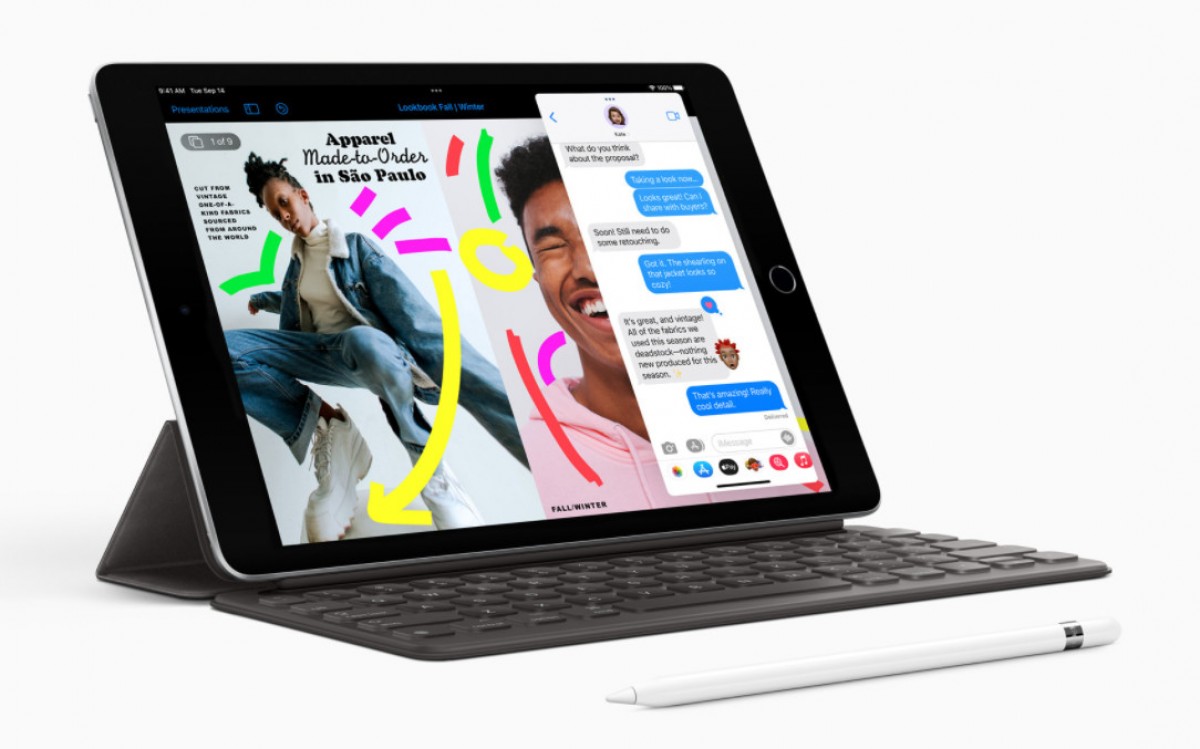 9:41 AM Tue Sep 14
100%
Presentations
Lookbook Fall | Winter
1 of 9
Apparel
Made-to-Order
in São Paulo
CUT FROM
VINTAGE
ONE-OF-A-
KIND FABRICS
SOURCED
FROM AROUND
THE WORLD
FALL/WINTER
Kate
What do you think
about the proposal?
Taking a look now...
Looks great! Can I
share with buyers?
Soon! Still need to do
some retouching.
Got it. The shearling on
that jacket looks so
cozy!
It's great, and vintage!
All of the fabrics we
used this season are
deadstock—nothing
new produced for this
season. ✨
That's amazing! Really
cool detail.
Delivered
iMessage
Pay